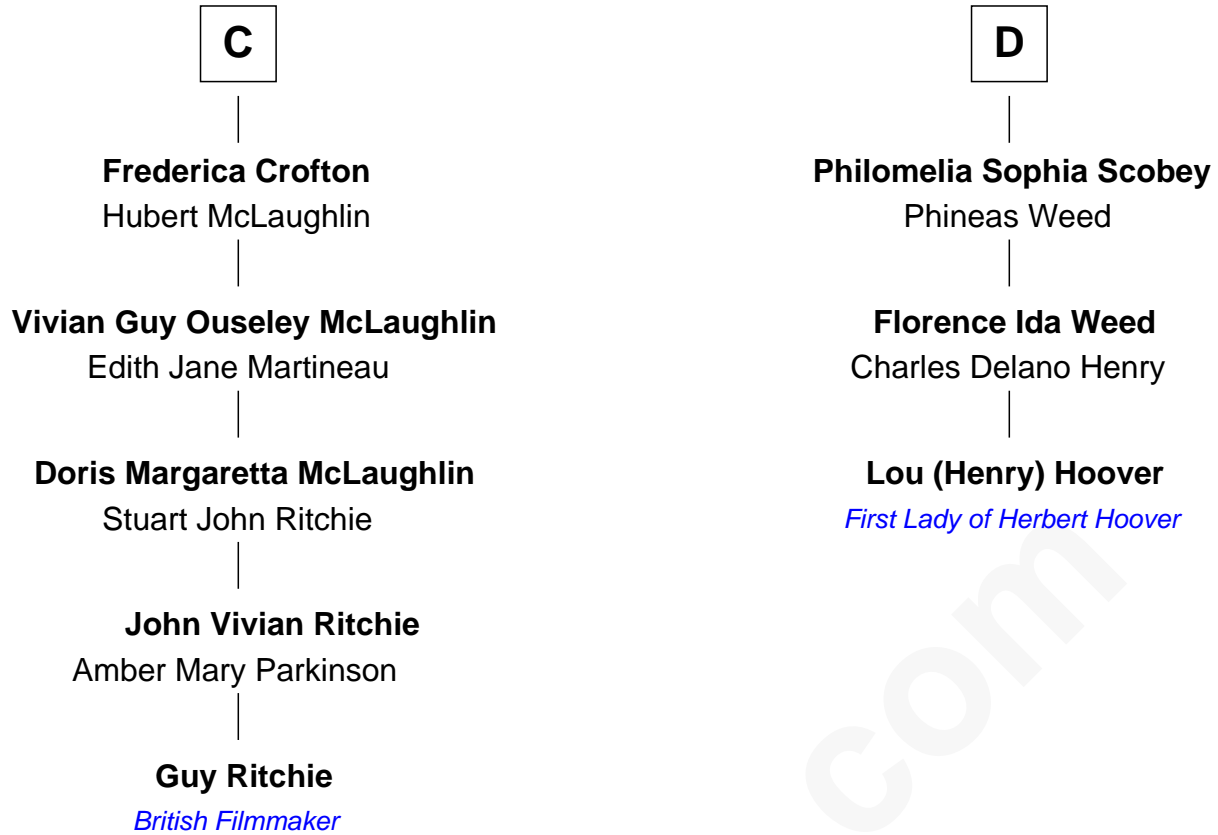 C
Frederica Crofton
Hubert McLaughlin
Vivian Guy Ouseley McLaughlin
Edith Jane Martineau
Doris Margaretta McLaughlin
Stuart John Ritchie
John Vivian Ritchie
Amber Mary Parkinson
Guy Ritchie
British Filmmaker
D
Philomelia Sophia Scobey
Phineas Weed
Florence Ida Weed
Charles Delano Henry
Lou (Henry) Hoover
First Lady of Herbert Hoover
com